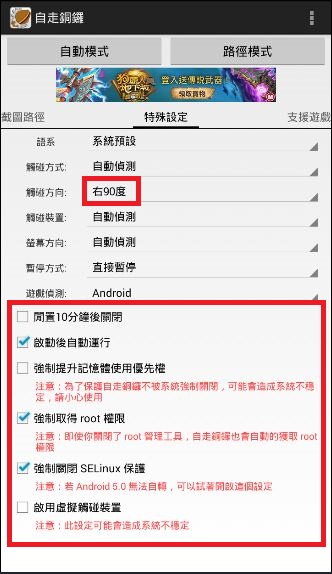 自走銅鑼
自動模式
路徑模式
登入送傳說武器
領取寶物
截圖路徑
特殊設定
支援遊戲
語系
系統預設
觸碰方式:
自動偵測
觸碰方向:
右90度
觸碰裝置:
自動偵測
螢幕方向:
自動偵測
暫停方式:
直接暫停
遊戲偵測:
Android
閒置10分鐘後關閉
啟動後自動運行
強制提升記憶體使用優先權
注意：為了保護自走銅鑼不被系統強制關閉，可能會造成系統不穩
定，請小心使用
強制取得 root 權限
注意：即使你關閉了 root 管理工具，自走銅鑼也會自動的獲取 root
權限
強制關閉 SELinux 保護
注意：若 Android 5.0 無法自轉，可以試著開啟這個設定
啟用虛擬觸碰裝置
注意：此設定可能會造成系統不穩定